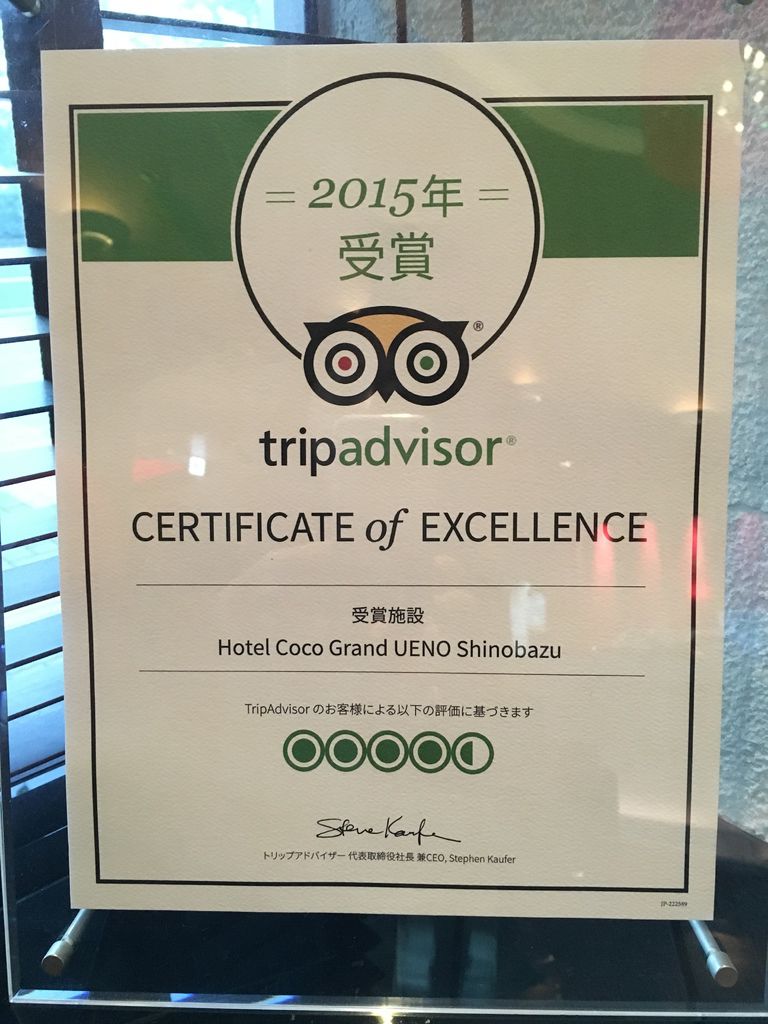 = 2015年 =
受賞
tripadvisor®
CERTIFICATE of EXCELLENCE
受賞施設
Hotel Coco Grand UENO Shinobazu
TripAdvisor のお客様による以下の評価に基づきます
Steve Kaufer
トリップアドバイザー 代表取締役社長 兼CEO, Stephen Kaufer
JP-222589